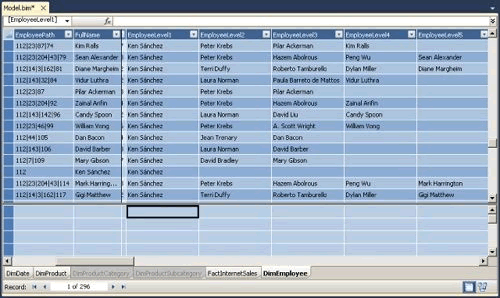 Model.bim*
[EmployeeLevel1]
EmployeePath FullName EmployeeLevel1 EmployeeLevel2 EmployeeLevel3 EmployeeLevel4 EmployeeLevel5
112|23|87|74 Kim Ralls Ken Sánchez Peter Krebs Pilar Ackerman Kim Ralls
112|23|204|43|79 Sean Alexander Ken Sánchez Peter Krebs Hazem Abolrous Peng Wu Sean Alexander
112|14|3|162|81 Diane Margheim Ken Sánchez Terri Duffy Roberto Tamburello Dylan Miller Diane Margheim
112|143|32|84 Vidur Luthra Ken Sánchez Laura Norman Paula Barreto de Mattos Vidur Luthra
112|23|87 Pilar Ackerman Ken Sánchez Peter Krebs Pilar Ackerman
112|23|204|92 Zainal Arifin Ken Sánchez Peter Krebs Hazem Abolrous Zainal Arifin
112|143|142|96 Candy Spoon Ken Sánchez Laura Norman David Liu Candy Spoon
112|23|46|99 William Vong Ken Sánchez Peter Krebs A. Scott Wright William Vong
112|44|105 Dan Bacon Ken Sánchez Jean Trenary Dan Bacon
112|143|106 David Barber Ken Sánchez Laura Norman David Barber
112|7|109 Mary Gibson Ken Sánchez David Bradley Mary Gibson
112 Ken Sánchez Ken Sánchez
112|23|204|43|114 Mark Harring... Ken Sánchez Peter Krebs Hazem Abolrous Peng Wu Mark Harrington
112|14|3|162|117 Gigi Matthew Ken Sánchez Terri Duffy Roberto Tamburello Dylan Miller Gigi Matthew
DimDate DimProduct DimProductCategory DimProductSubcategory FactInternetSales DimEmployee
Record: 1 of 296